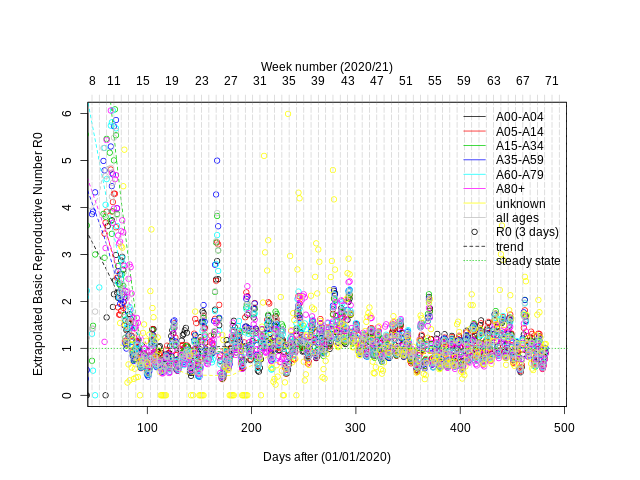 Week number (2020/21)
8 11 15 19 23 27 31 35 39 43 47 51 55 59 63 67 71
Extrapolated Basic Reproductive Number R0
6
5
4
3
2
1
0
A00-A04
A05-A14
A15-A34
A35-A59
A60-A79
A80+
unknown
all ages
R0 (3 days)
trend
steady state
100 200 300 400 500
Days after (01/01/2020)